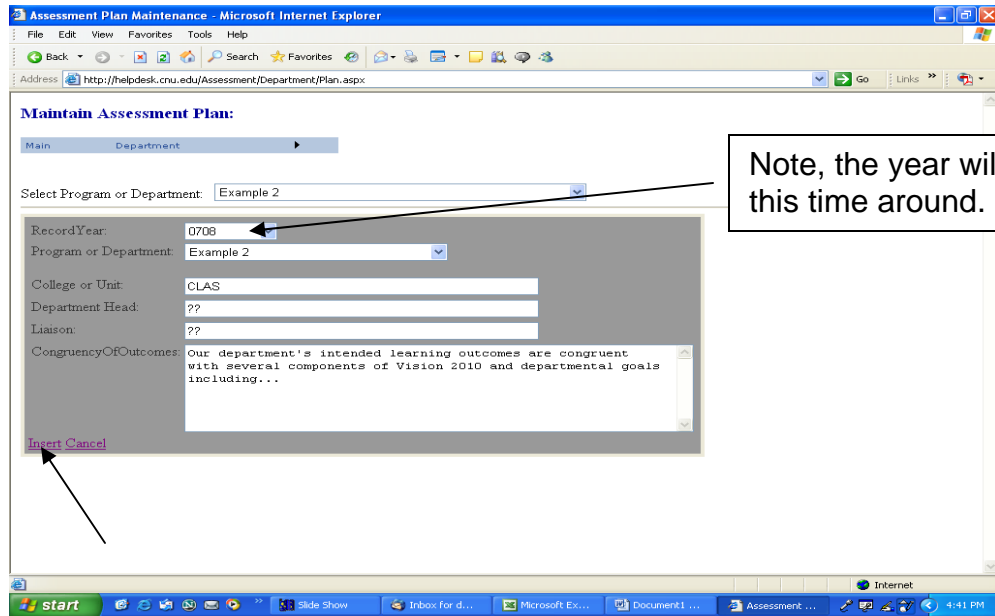 Assessment Plan Maintenance - Microsoft Internet Explorer
File Edit View Favorites Tools Help
Back Search Favorites
Address http://helpdesk.cnu.edu/Assessment/Department/Plan.aspx Go Links »
Maintain Assessment Plan:
Main Department
Select Program or Department: Example 2
Note, the year wil
this time around.
RecordYear: 0708
Program or Department: Example 2
College or Unit: CLAS
Department Head: ??
Liaison: ??
CongruencyOfOutcomes: Our department's intended learning outcomes are congruent
with several components of Vision 2010 and departmental goals
including...
Insert Cancel
Internet
start » Slide Show Inbox for d... Microsoft Ex... Document1 ... Assessment ... 4:41 PM